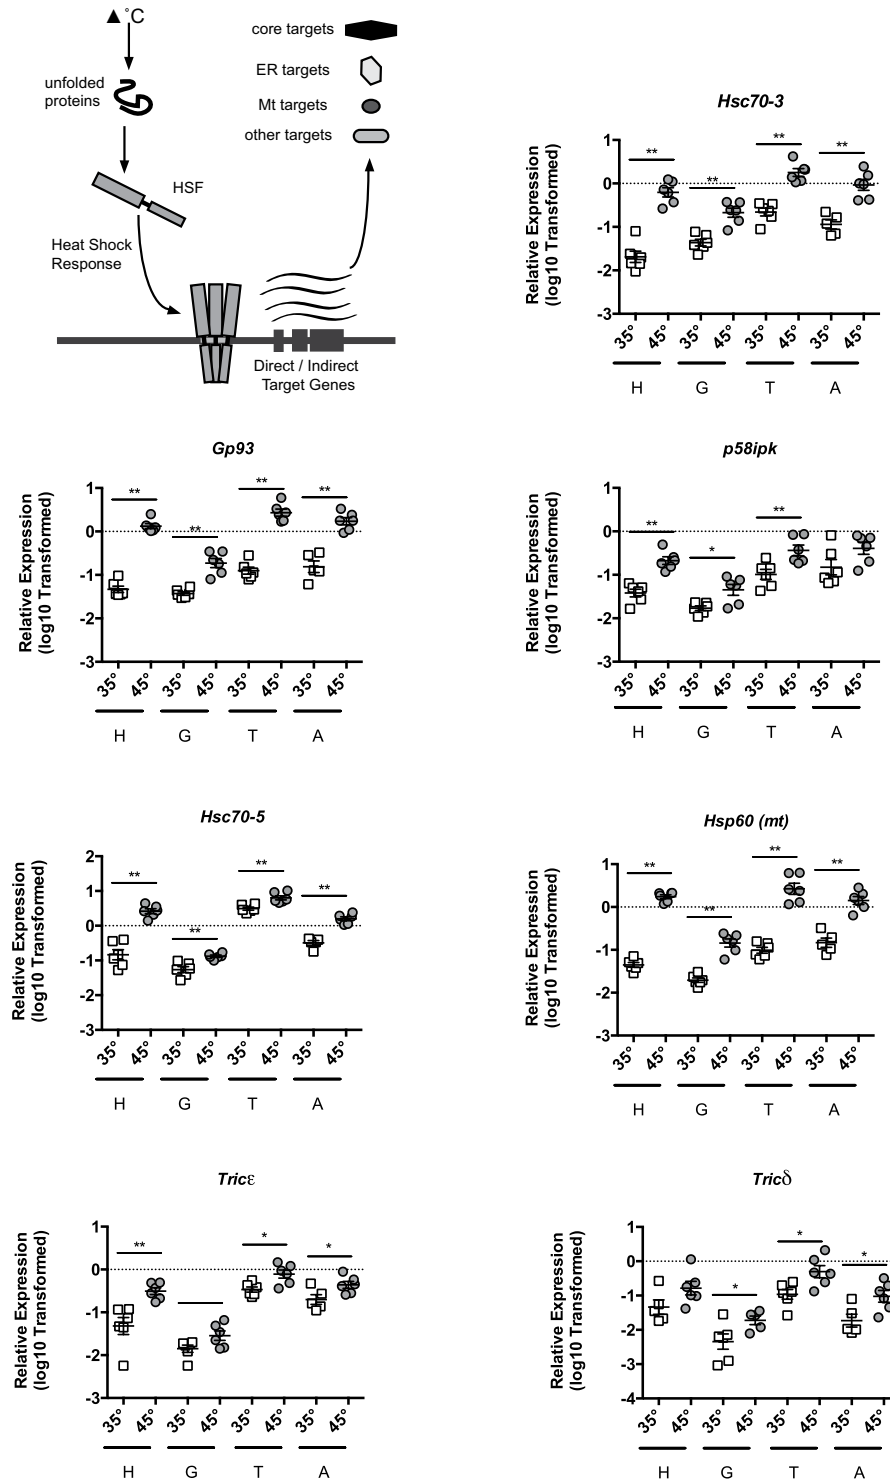 ▲°C
unfolded
proteins
HSF
Heat Shock
Response
core targets
ER targets
Mt targets
other targets
Direct / Indirect
Target Genes
Hsc70-3
Relative Expression
(log10 Transformed)
1
0
-1
-2
-3
** ** ** **
35° 45° 35° 45° 35° 45° 35° 45°
H G T A
Gp93
Relative Expression
(log10 Transformed)
1
0
-1
-2
-3
** ** ** **
35° 45° 35° 45° 35° 45° 35° 45°
H G T A
p58ipk
Relative Expression
(log10 Transformed)
1
0
-1
-2
-3
** * **
35° 45° 35° 45° 35° 45° 35° 45°
H G T A
Hsc70-5
Relative Expression
(log10 Transformed)
2
1
0
-1
-2
-3
** ** ** **
35° 45° 35° 45° 35° 45° 35° 45°
H G T A
Hsp60 (mt)
Relative Expression
(log10 Transformed)
1
0
-1
-2
-3
** ** ** **
35° 45° 35° 45° 35° 45° 35° 45°
H G T A
Tricε
Relative Expression
(log10 Transformed)
1
0
-1
-2
-3
** * *
35° 45° 35° 45° 35° 45° 35° 45°
H G T A
Tricδ
Relative Expression
(log10 Transformed)
1
0
-1
-2
-3
-4
* * *
35° 45° 35° 45° 35° 45° 35° 45°
H G T A